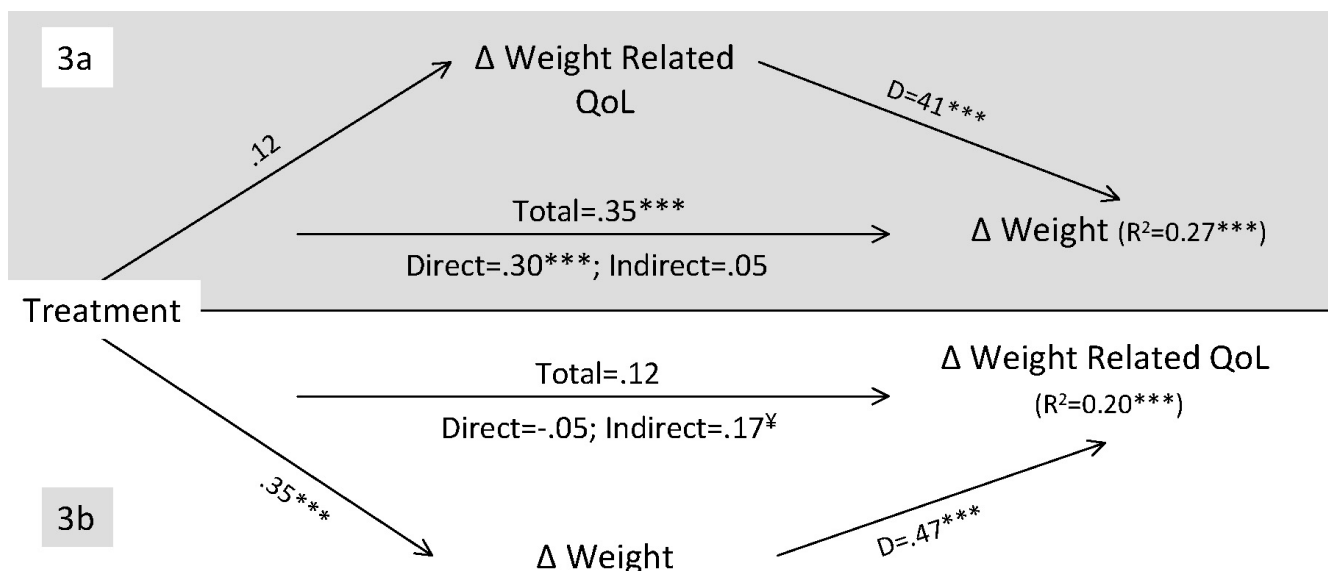 3a
Δ Weight Related
QoL
.12
D=41***
Total=.35***
Direct=.30***; Indirect=.05
Δ Weight (R²=0.27***)
Treatment
Total=.12
Direct=-.05; Indirect=.17¥
Δ Weight Related QoL
(R²=0.20***)
.35***
3b
Δ Weight
D=.47***